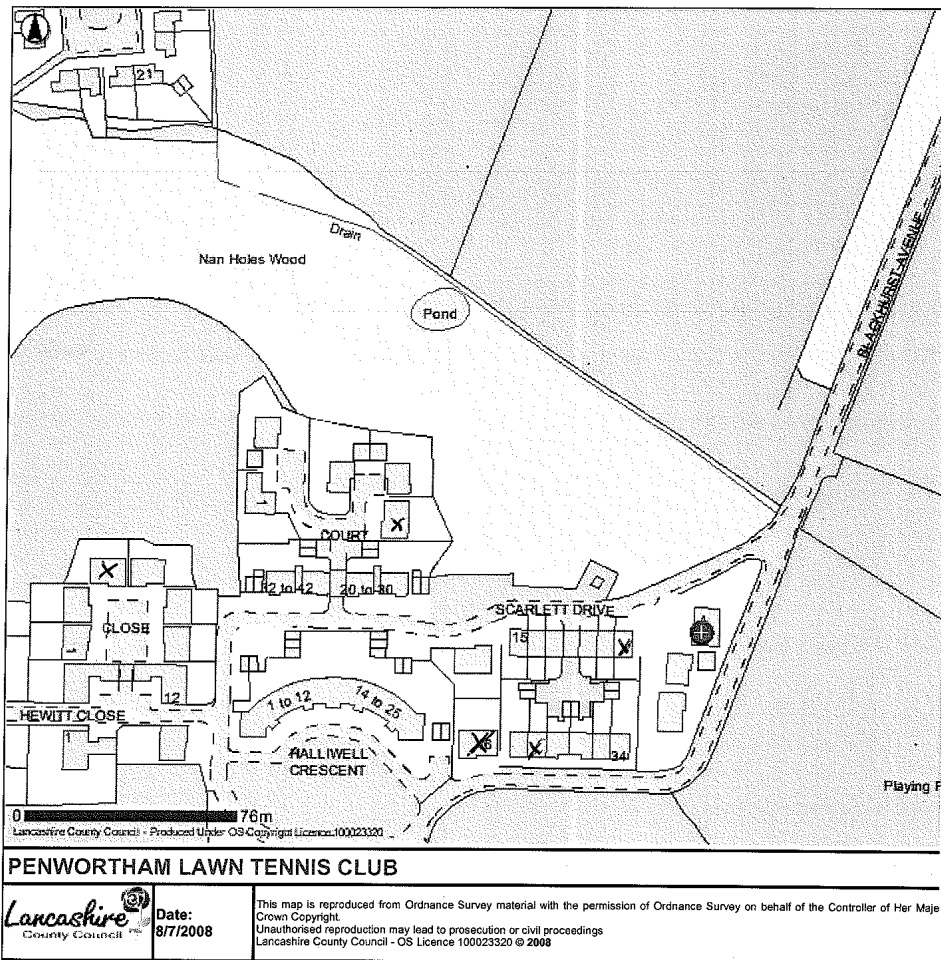 21
Drain
Nan Holes Wood
Pond
BLACKHURST AVENUE
1
COURT
20 to 30
SCARLETT DRIVE
15
CLOSE
1
12
1 to 12
14 to 25
HEWITT CLOSE
1
HALLIWELL
CRESCENT
34
Playing F
0 76m
Lancashire County Council - Produced Under OS Copyright Licence 100023320
PENWORTHAM LAWN TENNIS CLUB
Lancashire
County Council
Date:
8/7/2008
This map is reproduced from Ordnance Survey material with the permission of Ordnance Survey on behalf of the Controller of Her Maje
Crown Copyright.
Unauthorised reproduction may lead to prosecution or civil proceedings
Lancashire County Council - OS Licence 100023320 © 2008